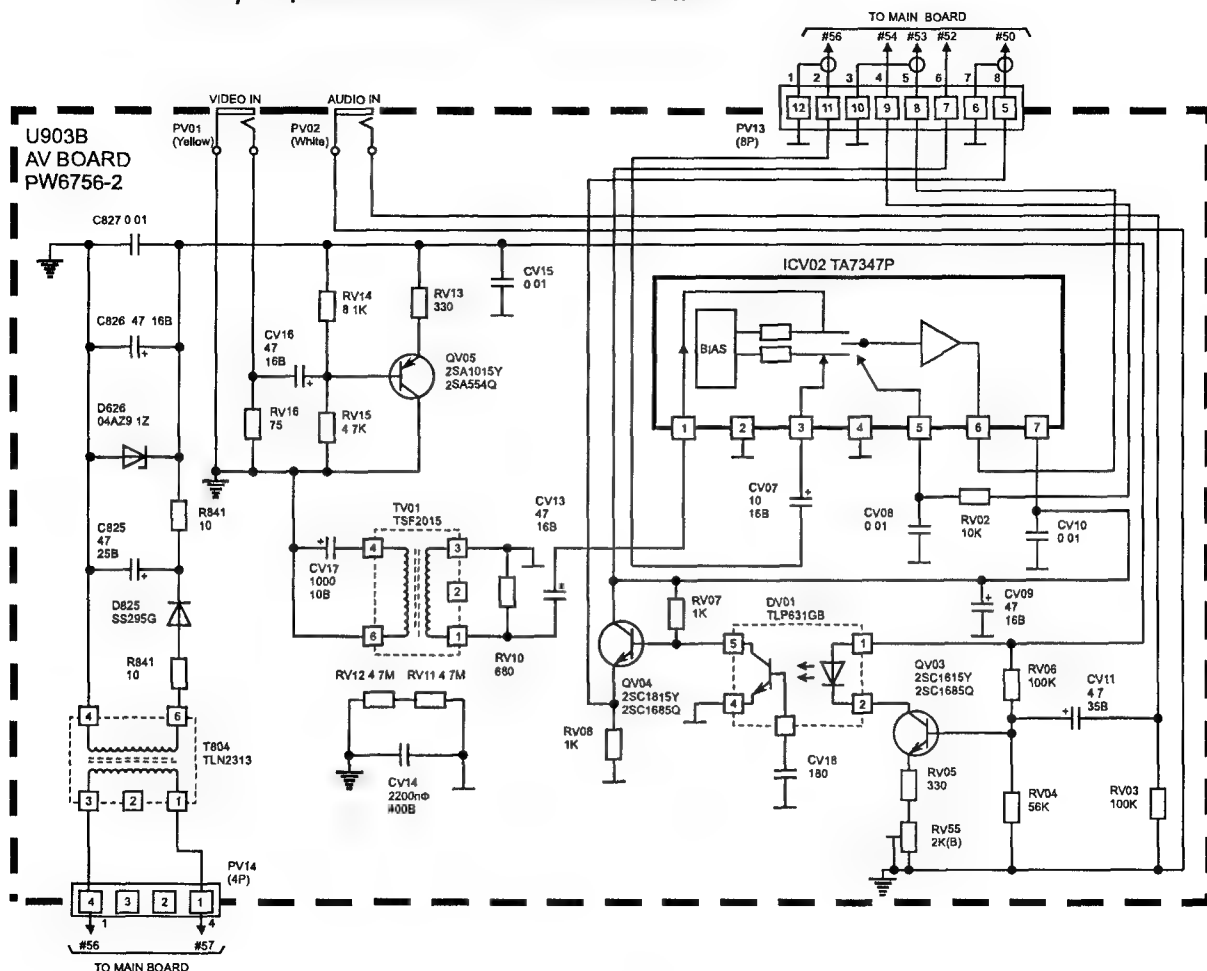 TO MAIN BOARD
#56 #54 #53 #52 #50
1 2 3 4 5 6 7 8
12 11 10 9 8 7 6 5
PV13
(8P)
VIDEO IN
AUDIO IN
PV01
(Yellow)
PV02
(White)
U903B
AV BOARD
PW6756-2
C827 0 01
C826 47 16B
D626
04AZ9 1Z
R841
10
C825
47
25B
D825
SS295G
R841
10
4 6
T804
TLN2313
3 2 1
PV14
(4P)
4 3 2 1
1 4
#56 #57
TO MAIN BOARD
CV16
47
16B
RV16
75
RV14
8 1K
RV15
4 7K
RV13
330
QV05
2SA1015Y
2SA554Q
CV15
0 01
ICV02 TA7347P
BIAS
1 2 3 4 5 6 7
CV07
10
16B
CV08
0 01
RV02
10K
CV10
0 01
TV01
TSF2015
4 3
2
6 1
CV17
1000
10B
CV13
47
16B
RV10
680
RV12 4 7M
RV11 4 7M
CV14
2200пФ
400B
RV07
1K
DV01
TLP631GB
5 1
4 2
CV09
47
16B
QV04
2SC1815Y
2SC1685Q
RV08
1K
CV18
180
QV03
2SC1615Y
2SC1685Q
RV06
100K
CV11
4 7
35B
RV05
330
RV55
2K(B)
RV04
56K
RV03
100K